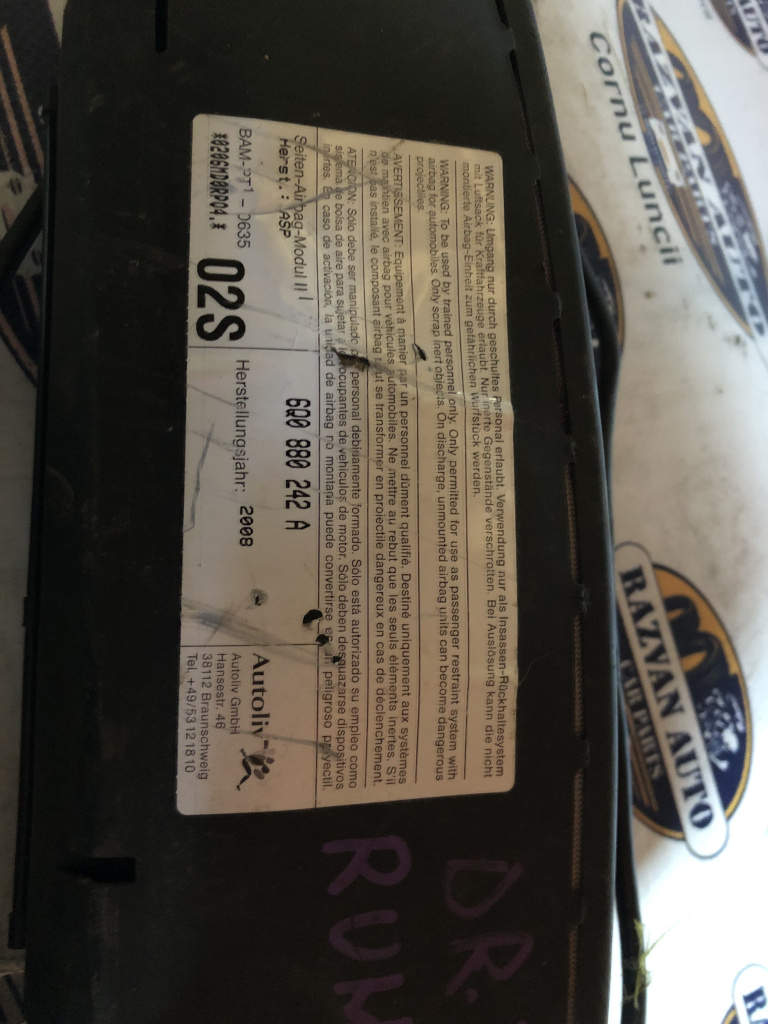 WARNUNG: Umgang nur durch geschultes Personal erlaubt. Verwendung nur als Insassen-Rückhaltesystem
mit Luftsack für Kraftfahrzeuge erlaubt. Nur inerte Gegenstände verschrotten. Bei Auslösung kann die nicht
montierte Airbag-Einheit zum gefährlichen Wurfstück werden.
WARNING: To be used by trained personnel only. Only permitted for use as passenger restraint system with
airbag for automobiles. Only scrap inert objects. On discharge, unmounted airbag units can become dangerous
projectiles.
AVERTISSEMENT: Equipement à manier par un personnel dûment qualifié. Destiné uniquement aux systèmes
de maintien avec airbag pour véhicules automobiles. Ne mettre au rebut que les seuls éléments inertes. S'il
n'est pas installé, le composant airbag peut se transformer en projectile dangereux en cas de déclenchement.
ATENCIÓN: Sólo debe ser manipulado por personal debidamente formado. Sólo está autorizado su empleo como
sistema de bolsa de aire para sujetar a los ocupantes de vehículos de motor. Sólo deben desguazarse dispositivos
inertes. En caso de activación, la unidad de airbag no montana puede convertirse en un peligroso proyectil.
Seiten-Airbag-Modul II
Herst.: ASP
6Q0 880 242 A
BAM-PT1 - 0635
02S
Herstellungsjahr: 2008
Autoliv
Autoliv GmbH
Hansestr. 46
38112 Braunschweig
Tel. +49/53121810
DR.
RAZVAN AUTO
Cornu Luncii
RAZVAN AUTO
CAR PARTS
AUTO